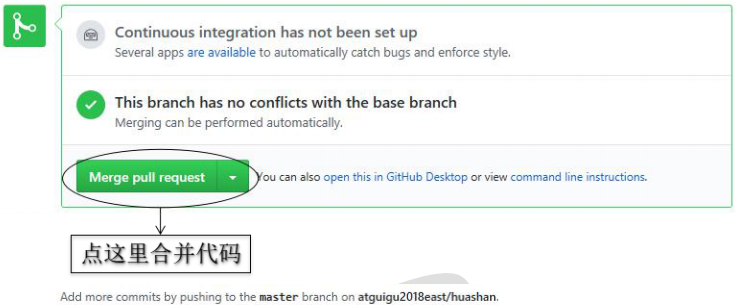 Continuous integration has not been set up
Several apps are available to automatically catch bugs and enforce style.
This branch has no conflicts with the base branch
Merging can be performed automatically.
Merge pull request
You can also open this in GitHub Desktop or view command line instructions.
点这里合并代码
Add more commits by pushing to the master branch on atguigu2018east/huashan.